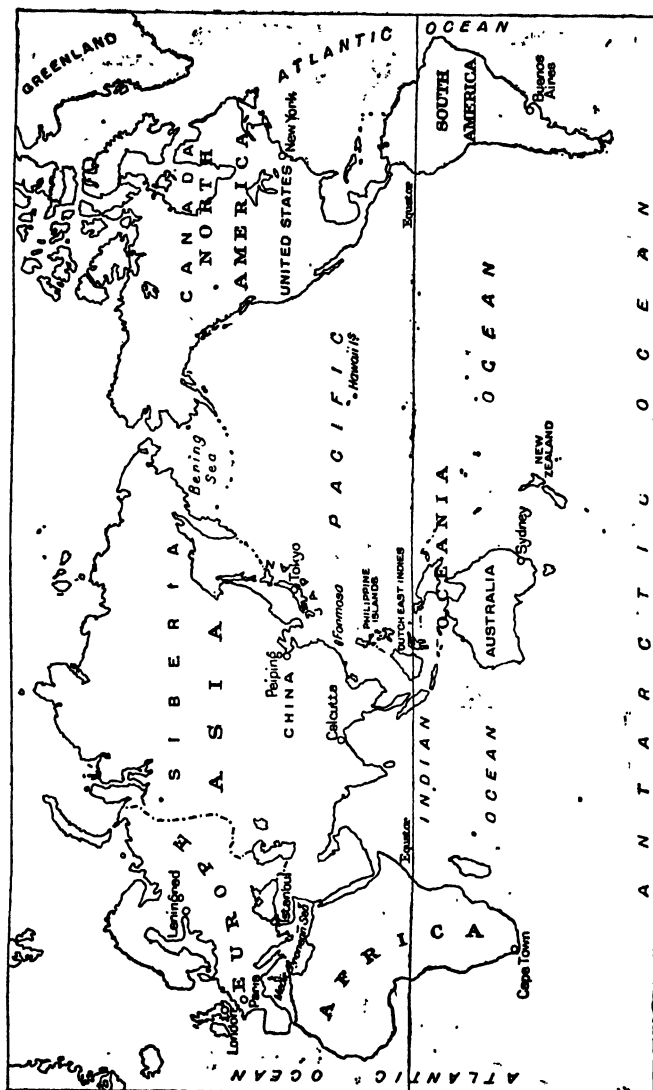 GREENLAND
ATLANTIC
OCEAN
CANADA
NORTH
AMERICA
UNITED STATES
New York
SOUTH
AMERICA
Buenos
Aires
Equator
Bering
Sea
PACIFIC
OCEAN
Hawaii Is
SIBERIA
ASIA
Tokyo
Peiping
CHINA
Formosa
Calcutta
PHILIPPINE
ISLANDS
DUTCH EAST INDIES
OCEANIA
AUSTRALIA
Sydney
NEW
ZEALAND
INDIAN
OCEAN
Equator
EUROPE
Leningrad
London
Paris
Istanbul
AFRICA
Cape Town
ATLANTIC OCEAN
ANTARCTIC OCEAN